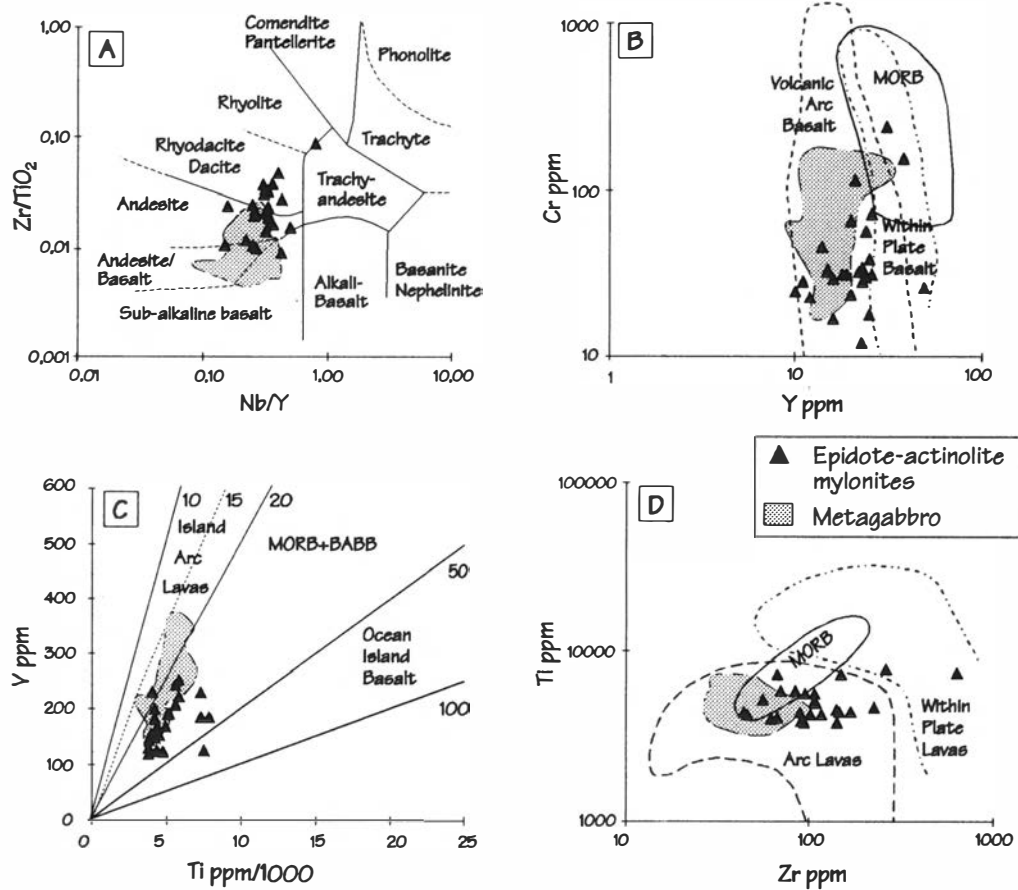 A
Zr/TiO₂
1,00
0,10
0,01
0,001
0.01
0,10
1.00
10,00
Nb/Y
Comendite
Pantellerite
Phonolite
Rhyolite
Trachyte
Rhyodacite
Dacite
Trachy-
andesite
Andesite
Andesite/
Basalt
Sub-alkaline basalt
Alkali-
Basalt
Basanite
Nephelinite
B
Cr ppm
1000
100
10
1
10
100
Y ppm
Volcanic
Arc
Basalt
MORB
Within
Plate
Basalt
C
Y ppm
600
500
400
300
200
100
0
0
5
10
15
20
25
Ti ppm/1000
10
15
20
50
100
Island
Arc
Lavas
MORB+BABB
Ocean
Island
Basalt
Epidote-actinolite
mylonites
Metagabbro
D
Ti ppm
100000
10000
1000
10
100
1000
Zr ppm
MORB
Arc Lavas
Within
Plate
Lavas